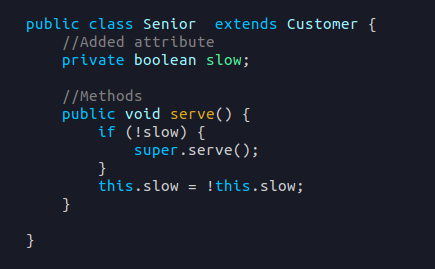 public class Senior  extends Customer {
    //Added attribute
    private boolean slow;

    //Methods
    public void serve() {
        if (!slow) {
            super.serve();
        }
        this.slow = !this.slow;
    }

}